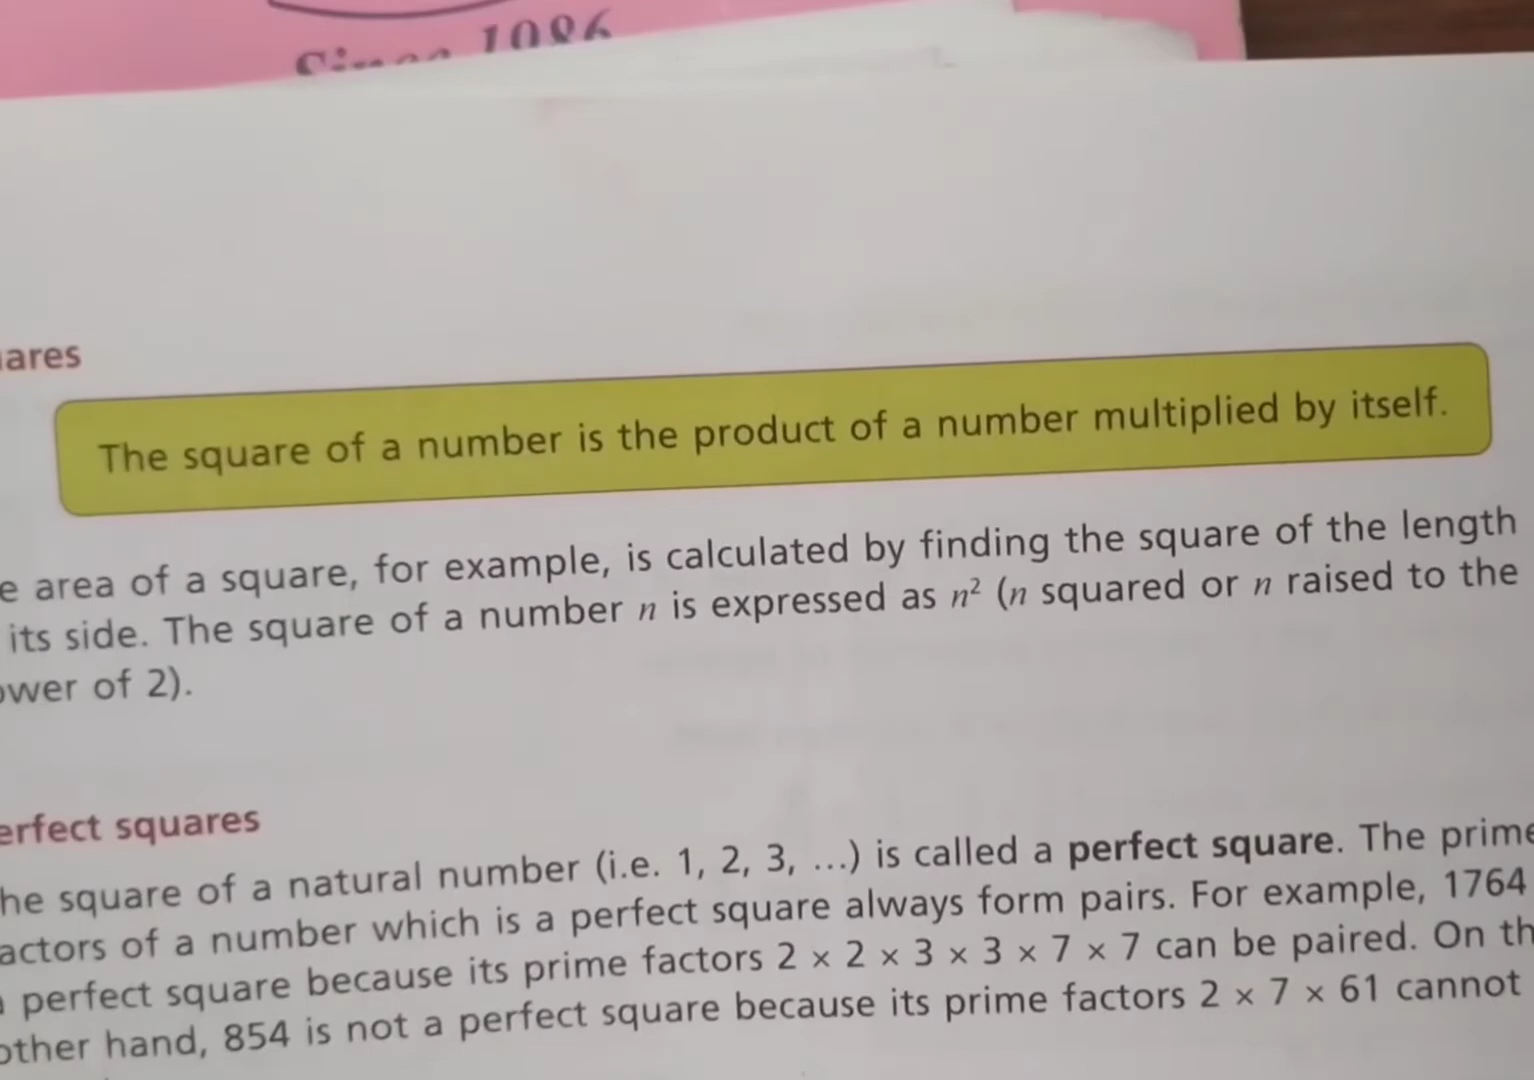 1086
ares
The square of a number is the product of a number multiplied by itself.
e area of a square, for example, is calculated by finding the square of the length
its side. The square of a number n is expressed as n² (n squared or n raised to the
ower of 2).
erfect squares
he square of a natural number (i.e. 1, 2, 3, ...) is called a perfect square. The prime
actors of a number which is a perfect square always form pairs. For example, 1764
perfect square because its prime factors 2 × 2 × 3 × 3 × 7 × 7 can be paired. On th
other hand, 854 is not a perfect square because its prime factors 2 × 7 × 61 cannot